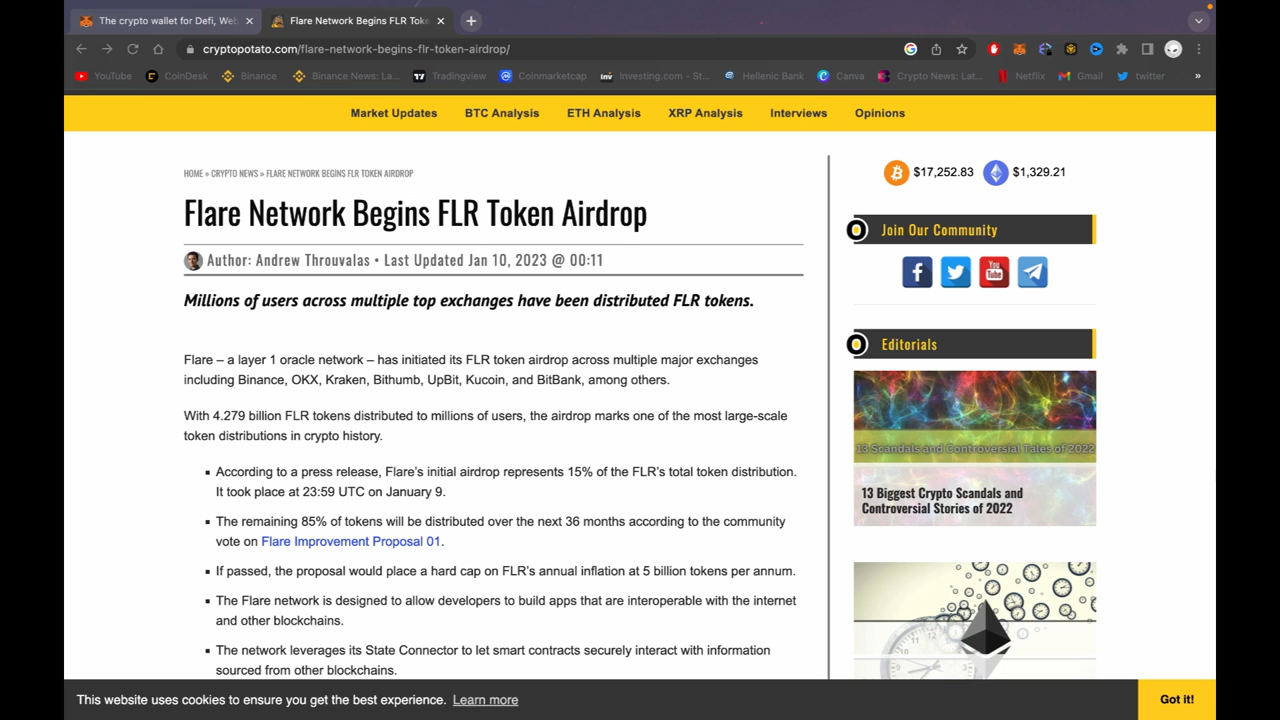 The crypto wallet for Defi, Web
Flare Network Begins FLR Toke
cryptopotato.com/flare-network-begins-flr-token-airdrop/
YouTube
CoinDesk
Binance
Binance News: La...
Tradingview
Coinmarketcap
Investing.com - St...
Hellenic Bank
Canva
Crypto News: Lat...
Netflix
Gmail
twitter
»
Market Updates
BTC Analysis
ETH Analysis
XRP Analysis
Interviews
Opinions
HOME » CRYPTO NEWS » FLARE NETWORK BEGINS FLR TOKEN AIRDROP
Flare Network Begins FLR Token Airdrop
Author: Andrew Throuvalas • Last Updated Jan 10, 2023 @ 00:11
Millions of users across multiple top exchanges have been distributed FLR tokens.
Flare – a layer 1 oracle network – has initiated its FLR token airdrop across multiple major exchanges
including Binance, OKX, Kraken, Bithumb, UpBit, Kucoin, and BitBank, among others.
With 4.279 billion FLR tokens distributed to millions of users, the airdrop marks one of the most large-scale
token distributions in crypto history.
According to a press release, Flare's initial airdrop represents 15% of the FLR's total token distribution.
It took place at 23:59 UTC on January 9.
The remaining 85% of tokens will be distributed over the next 36 months according to the community
vote on Flare Improvement Proposal 01.
If passed, the proposal would place a hard cap on FLR's annual inflation at 5 billion tokens per annum.
The Flare network is designed to allow developers to build apps that are interoperable with the internet
and other blockchains.
The network leverages its State Connector to let smart contracts securely interact with information
sourced from other blockchains.
$17,252.83
$1,329.21
Join Our Community
You
Tube
Editorials
13 Scandals and Controversial Tales of 2022
13 Biggest Crypto Scandals and
Controversial Stories of 2022
This website uses cookies to ensure you get the best experience. Learn more
Got it!